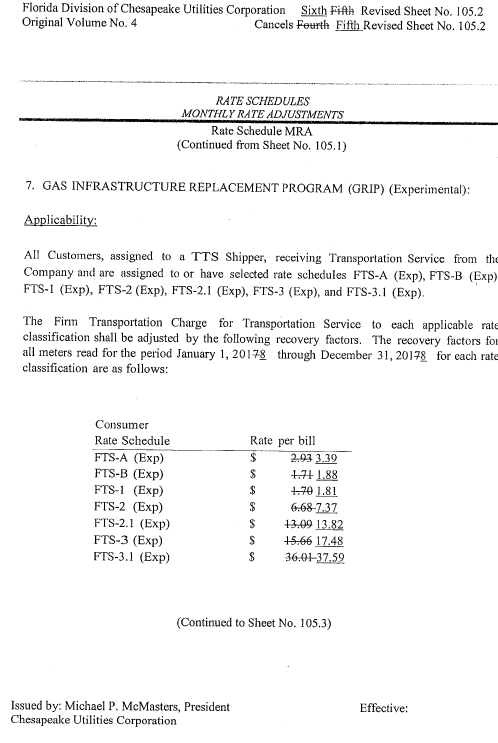 Florida Division of Chesapeake Utilities Corporation Sixth Fifth Revised Sheet No. 105.2
Original Volume No. 4 Cancels Fourth Fifth Revised Sheet No. 105.2
RATE SCHEDULES
MONTHLY RATE ADJUSTMENTS
Rate Schedule MRA
(Continued from Sheet No. 105.1)
7. GAS INFRASTRUCTURE REPLACEMENT PROGRAM (GRIP) (Experimental):
Applicability:
All Customers, assigned to a TTS Shipper, receiving Transportation Service from the
Company and are assigned to or have selected rate schedules FTS-A (Exp), FTS-B (Exp)
FTS-1 (Exp), FTS-2 (Exp), FTS-2.1 (Exp), FTS-3 (Exp), and FTS-3.1 (Exp).
The Firm Transportation Charge for Transportation Service to each applicable rate
classification shall be adjusted by the following recovery factors. The recovery factors for
all meters read for the period January 1, 20178 through December 31, 20178 for each rate
classification are as follows:
Consumer
Rate Schedule Rate per bill
FTS-A (Exp) $ 2.93 3.39
FTS-B (Exp) $ 1.71 1.88
FTS-1 (Exp) $ 1.70 1.81
FTS-2 (Exp) $ 6.68 7.37
FTS-2.1 (Exp) $ 13.09 13.82
FTS-3 (Exp) $ 15.66 17.48
FTS-3.1 (Exp) $ 36.01 37.59
(Continued to Sheet No. 105.3)
Issued by: Michael P. McMasters, President Effective:
Chesapeake Utilities Corporation